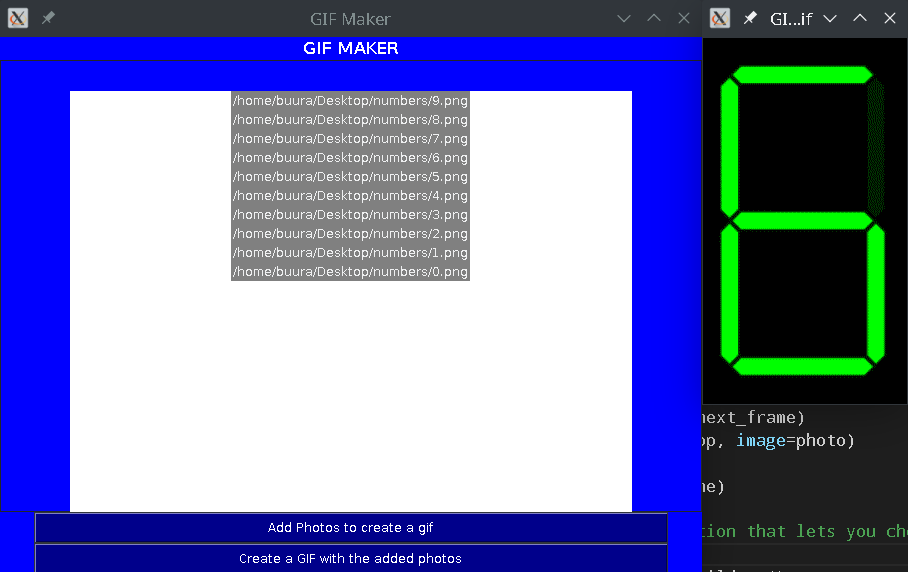 GIF Maker
GI...if
GIF MAKER
/home/buura/Desktop/numbers/9.png
/home/buura/Desktop/numbers/8.png
/home/buura/Desktop/numbers/7.png
/home/buura/Desktop/numbers/6.png
/home/buura/Desktop/numbers/5.png
/home/buura/Desktop/numbers/4.png
/home/buura/Desktop/numbers/3.png
/home/buura/Desktop/numbers/2.png
/home/buura/Desktop/numbers/1.png
/home/buura/Desktop/numbers/0.png
Add Photos to create a gif
Create a GIF with the added photos
6
next_frame)
op, image=photo)
me)
tion that lets you cho